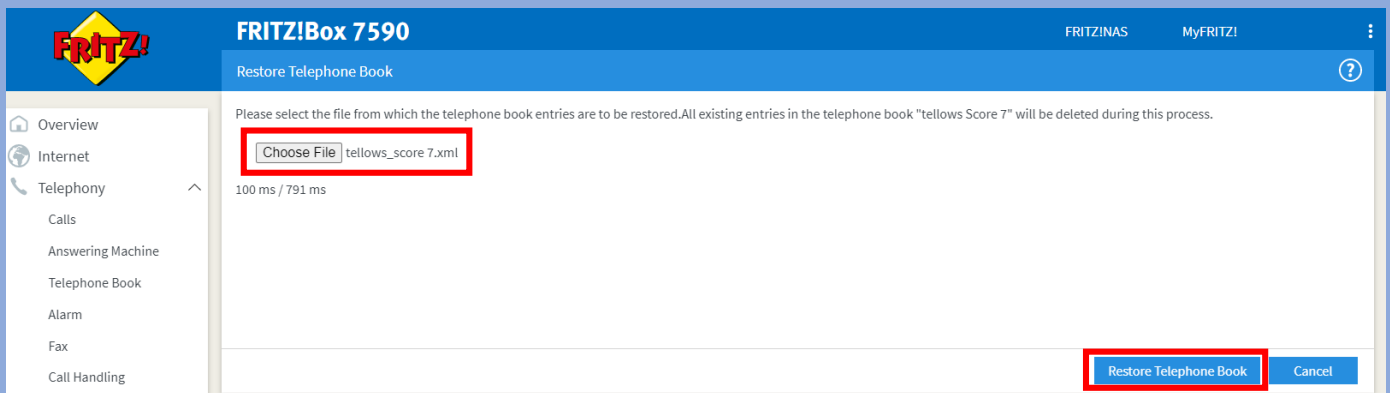 FRITZ!
FRITZ!Box 7590
FRITZ!NAS
MyFRITZ!
Restore Telephone Book
?
Overview
Internet
Telephony
Calls
Answering Machine
Telephone Book
Alarm
Fax
Call Handling
Please select the file from which the telephone book entries are to be restored.All existing entries in the telephone book "tellows Score 7" will be deleted during this process.
Choose File tellows_score 7.xml
100 ms / 791 ms
Restore Telephone Book
Cancel